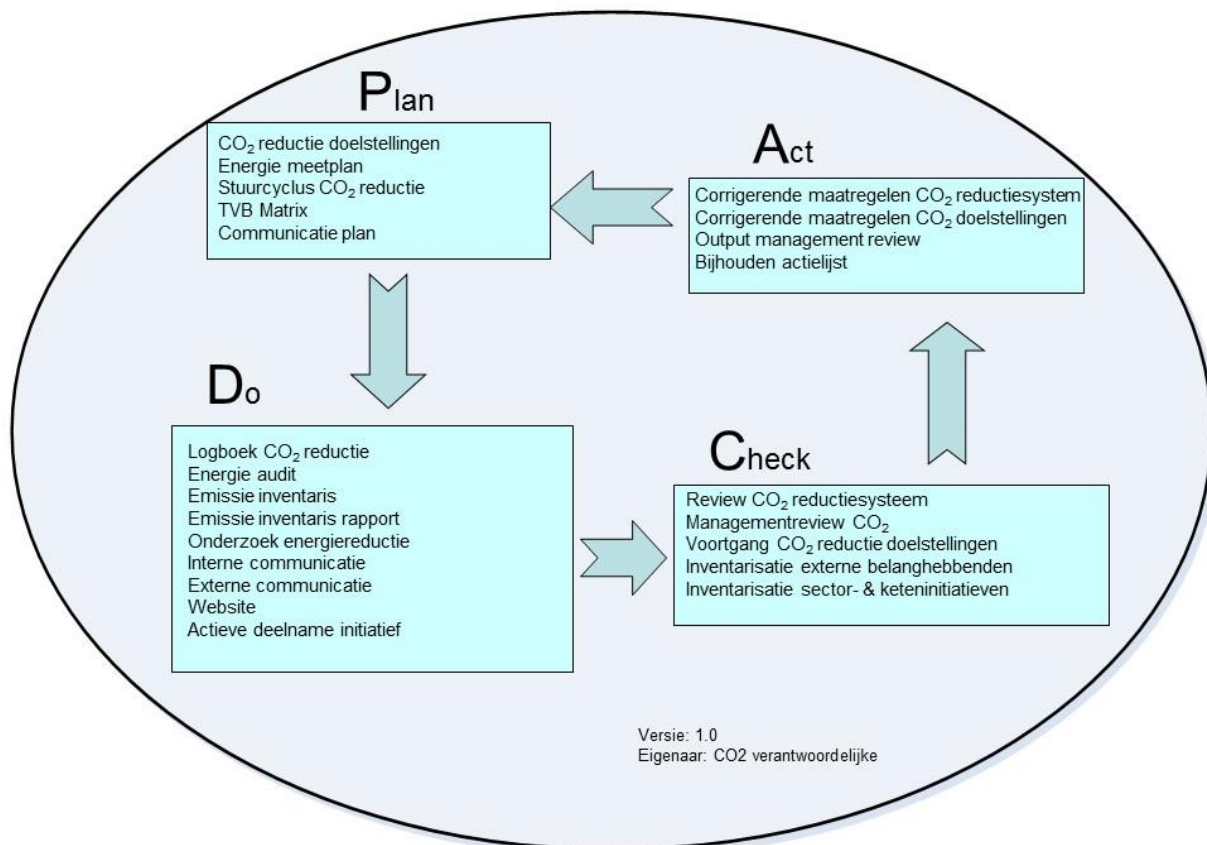 Plan
CO₂ reductie doelstellingen
Energie meetplan
Stuurcyclus CO₂ reductie
TVB Matrix
Communicatie plan
Act
Corrigerende maatregelen CO₂ reductiesystem
Corrigerende maatregelen CO₂ doelstellingen
Output management review
Bijhouden actielijst
Do
Logboek CO₂ reductie
Energie audit
Emissie inventaris
Emissie inventaris rapport
Onderzoek energiereductie
Interne communicatie
Externe communicatie
Website
Actieve deelname initiatief
Check
Review CO₂ reductiesysteem
Managementreview CO₂
Voortgang CO₂ reductie doelstellingen
Inventarisatie externe belanghebbenden
Inventarisatie sector- & keteninitiatieven
Versie: 1.0
Eigenaar: CO2 verantwoordelijke